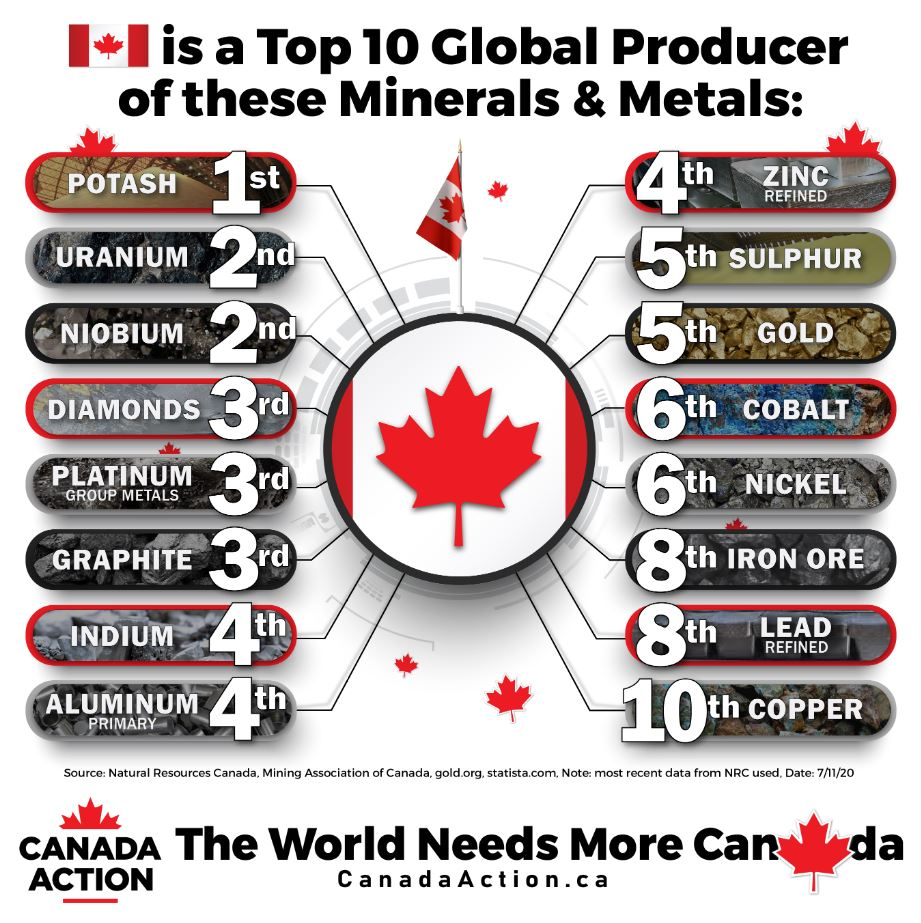 is a Top 10 Global Producer
of these Minerals & Metals:
POTASH 1st
URANIUM 2nd
NIOBIUM 2nd
DIAMONDS 3rd
PLATINUM
GROUP METALS
3rd
GRAPHITE 3rd
INDIUM 4th
ALUMINUM
PRIMARY
4th
4th ZINC
REFINED
5th SULPHUR
5th GOLD
6th COBALT
6th NICKEL
8th IRON ORE
8th LEAD
REFINED
10th COPPER
Source: Natural Resources Canada, Mining Association of Canada, gold.org, statista.com, Note: most recent data from NRC used, Date: 7/11/20
CANADA
ACTION
The World Needs More Can da
CanadaAction.ca